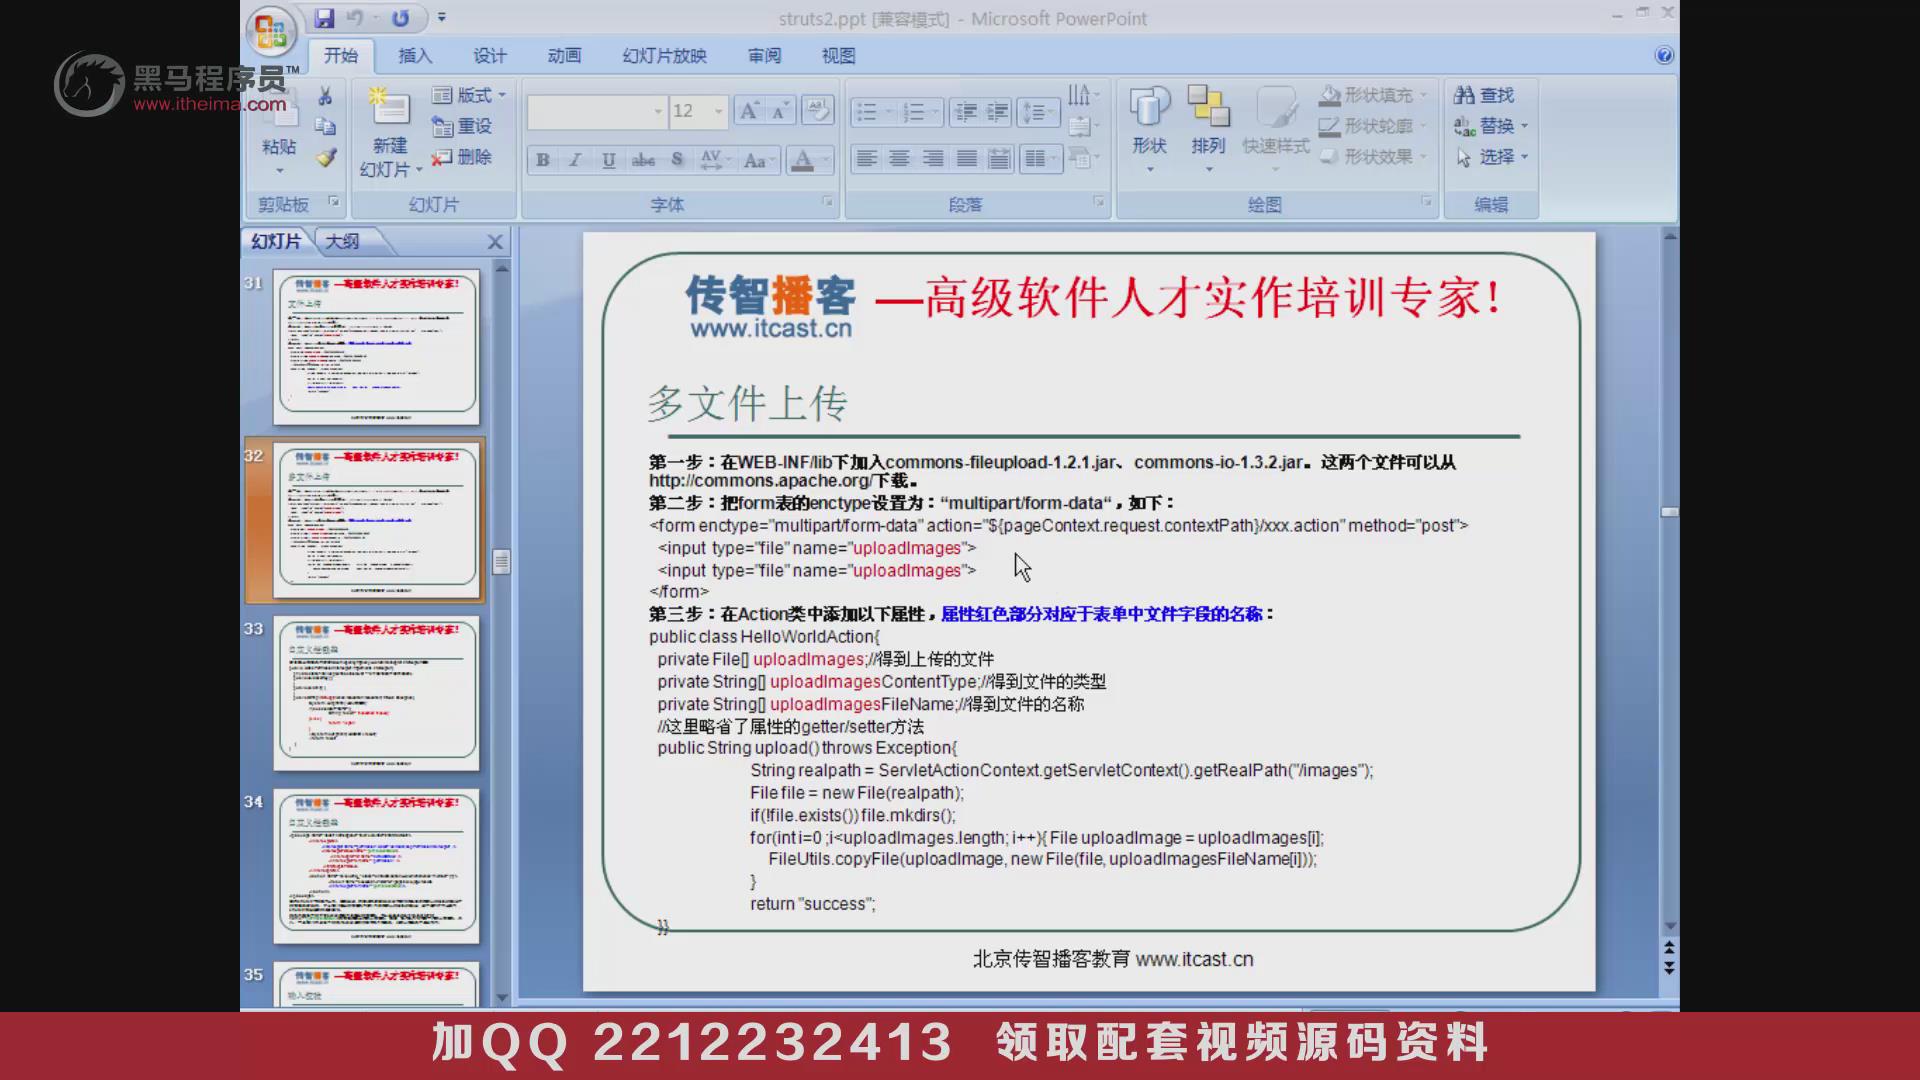 struts2.ppt [兼容模式] - Microsoft PowerPoint
开始 插入 设计 动画 幻灯片放映 审阅 视图
黑马程序员™
www.itheima.com
粘贴
剪贴板
新建
幻灯片
版式
重设
删除
幻灯片
12
字体
段落
形状
排列
快速样式
形状填充
形状轮廓
形状效果
绘图
查找
替换
选择
编辑
幻灯片 大纲
31
32
33
34
35
传智播客 —高级软件人才实作培训专家!
www.itcast.cn
多文件上传
第一步：在WEB-INF/lib下加入commons-fileupload-1.2.1.jar、commons-io-1.3.2.jar。这两个文件可以从
http://commons.apache.org/下载。
第二步：把form表的enctype设置为：“multipart/form-data“，如下：
<form enctype="multipart/form-data" action="${pageContext.request.contextPath}/xxx.action" method="post">
<input type="file" name="uploadImages">
<input type="file" name="uploadImages">
</form>
第三步：在Action类中添加以下属性，属性红色部分对应于表单中文件字段的名称：
public class HelloWorldAction{
private File[] uploadImages;//得到上传的文件
private String[] uploadImagesContentType;//得到文件的类型
private String[] uploadImagesFileName;//得到文件的名称
//这里略省了属性的getter/setter方法
public String upload() throws Exception{
String realpath = ServletActionContext.getServletContext().getRealPath("/images");
File file = new File(realpath);
if(!file.exists()) file.mkdirs();
for(int i=0 ;i<uploadImages.length; i++){ File uploadImage = uploadImages[i];
FileUtils.copyFile(uploadImage, new File(file, uploadImagesFileName[i]));
}
return "success";
}}
北京传智播客教育 www.itcast.cn
加QQ 2212232413 领取配套视频源码资料